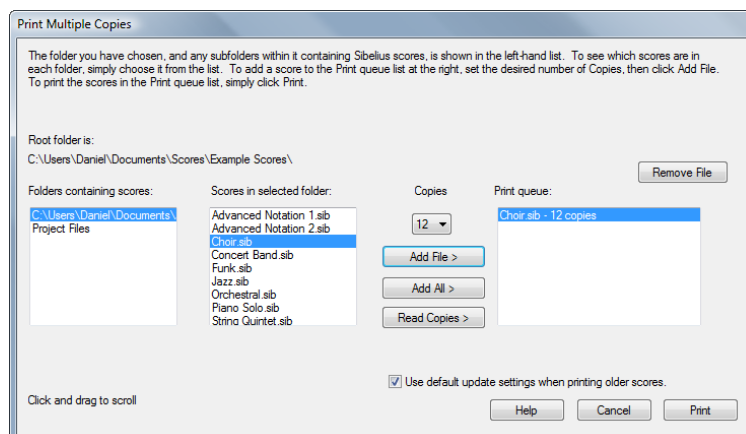 Print Multiple Copies
The folder you have chosen, and any subfolders within it containing Sibelius scores, is shown in the left-hand list. To see which scores are in
each folder, simply choose it from the list. To add a score to the Print queue list at the right, set the desired number of Copies, then click Add File.
To print the scores in the Print queue list, simply click Print.
Root folder is:
C:\Users\Daniel\Documents\Scores\Example Scores\
Remove File
Folders containing scores:
Scores in selected folder:
Copies
Print queue:
C:\Users\Daniel\Documents\
Project Files
Advanced Notation 1.sib
Advanced Notation 2.sib
Choir.sib
Concert Band.sib
Funk.sib
Jazz.sib
Orchestral.sib
Piano Solo.sib
String Quintet.sib
12
Add File >
Add All >
Read Copies >
Choir.sib - 12 copies
Use default update settings when printing older scores.
Click and drag to scroll
Help
Cancel
Print